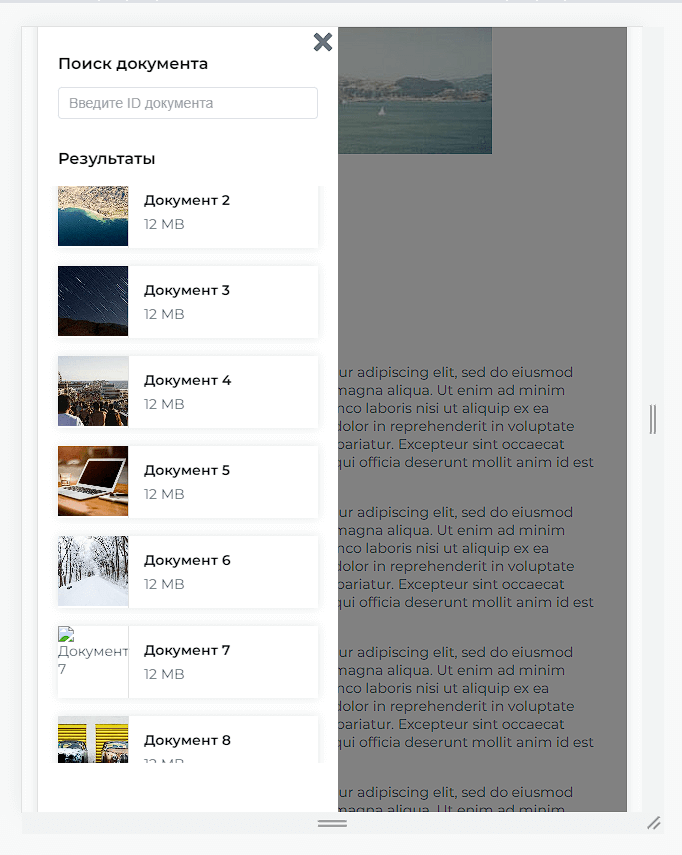 Поиск документа
Введите ID документа
Результаты
Документ 2
12 MB
Документ 3
12 MB
Документ 4
12 MB
Документ 5
12 MB
Документ 6
12 MB
Документ
7
Документ 7
12 MB
Документ 8
12 MB
ur adipiscing elit, sed do eiusmod
magna aliqua. Ut enim ad minim
nco laboris nisi ut aliquip ex ea
dolor in reprehenderit in voluptate
pariatur. Excepteur sint occaecat
qui officia deserunt mollit anim id est
ur adipiscing elit, sed do eiusmod
magna aliqua. Ut enim ad minim
nco laboris nisi ut aliquip ex ea
dolor in reprehenderit in voluptate
pariatur. Excepteur sint occaecat
qui officia deserunt mollit anim id est
ur adipiscing elit, sed do eiusmod
magna aliqua. Ut enim ad minim
nco laboris nisi ut aliquip ex ea
dolor in reprehenderit in voluptate
pariatur. Excepteur sint occaecat
qui officia deserunt mollit anim id est
ur adipiscing elit, sed do eiusmod
magna aliqua. Ut enim ad minim